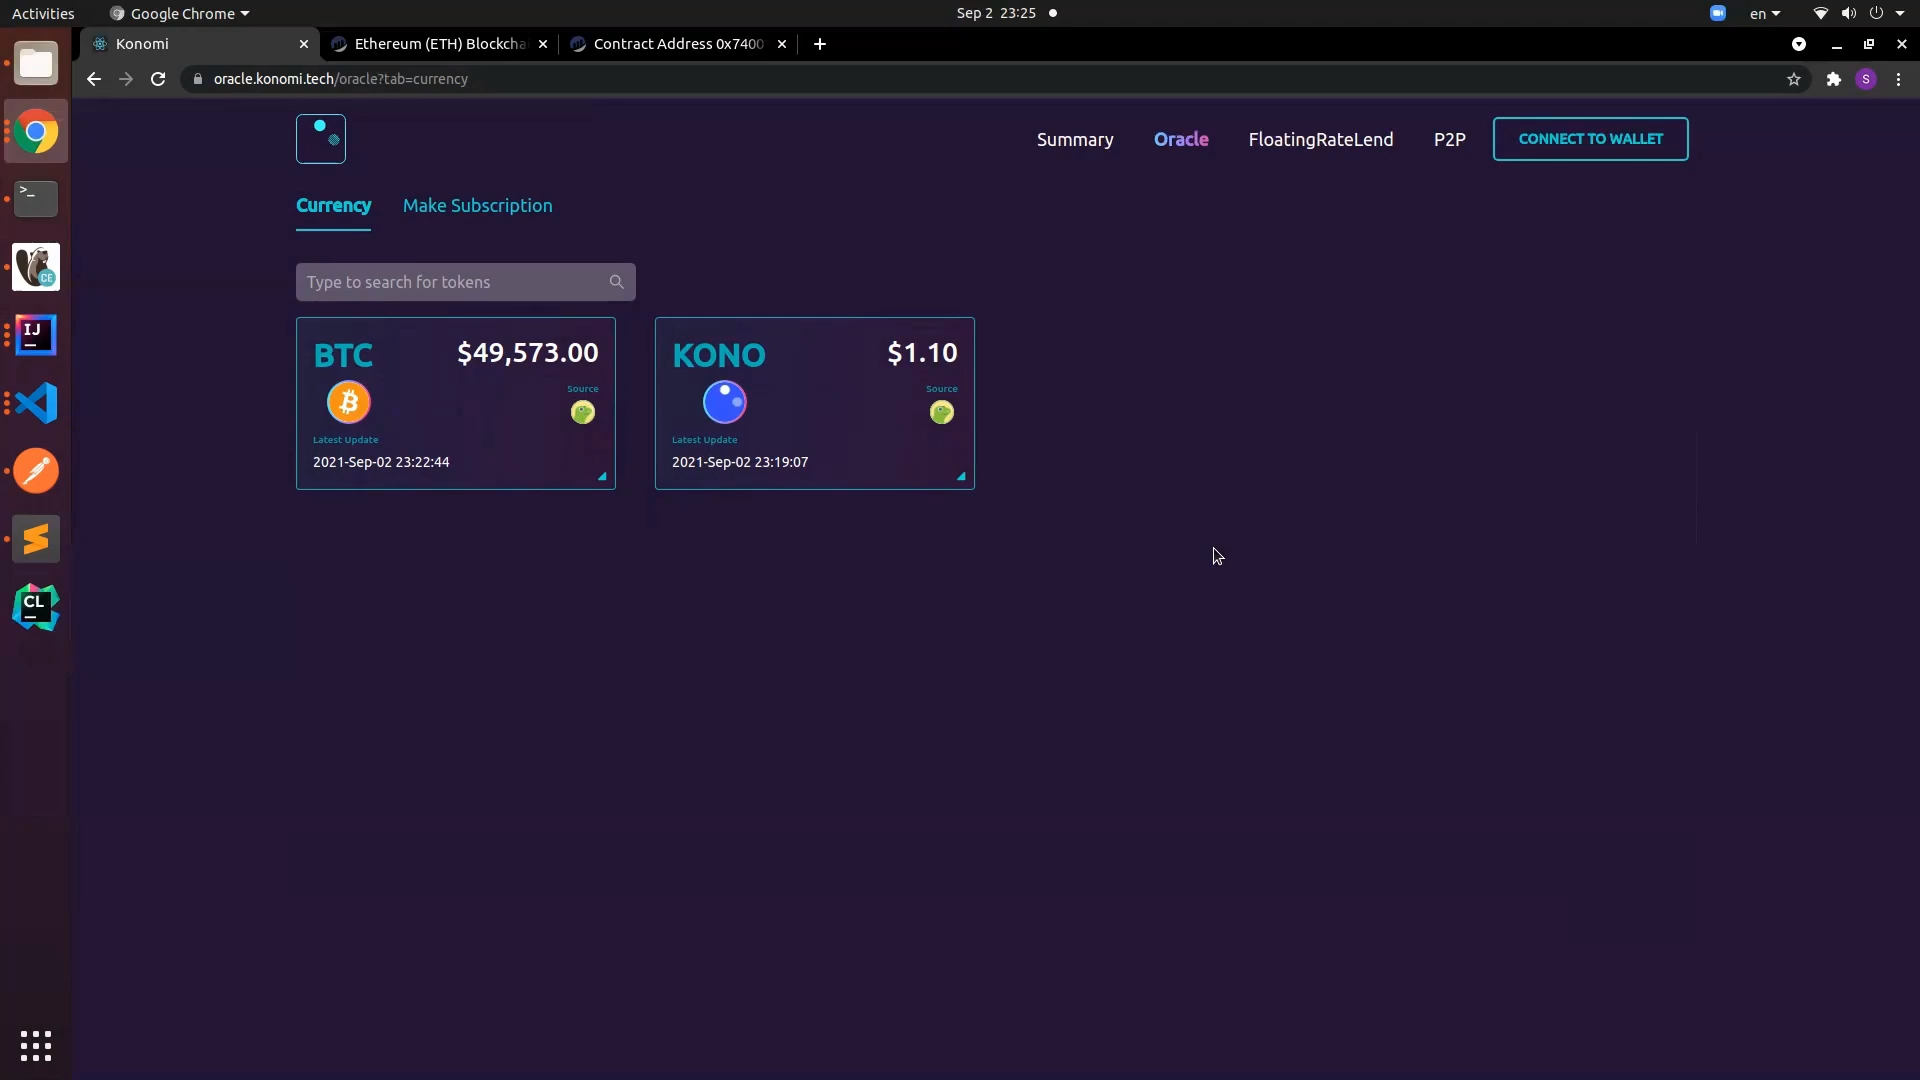 Activities
Google Chrome
Sep 2 23:25
en
Konomi
Ethereum (ETH) Blockcha
Contract Address 0x7400
oracle.konomi.tech/oracle?tab=currency
S
Summary
Oracle
FloatingRateLend
P2P
CONNECT TO WALLET
Currency
Make Subscription
Type to search for tokens
BTC
$49,573.00
Source
Latest Update
2021-Sep-02 23:22:44
KONO
$1.10
Source
Latest Update
2021-Sep-02 23:19:07
>_
CE
IJ
CL